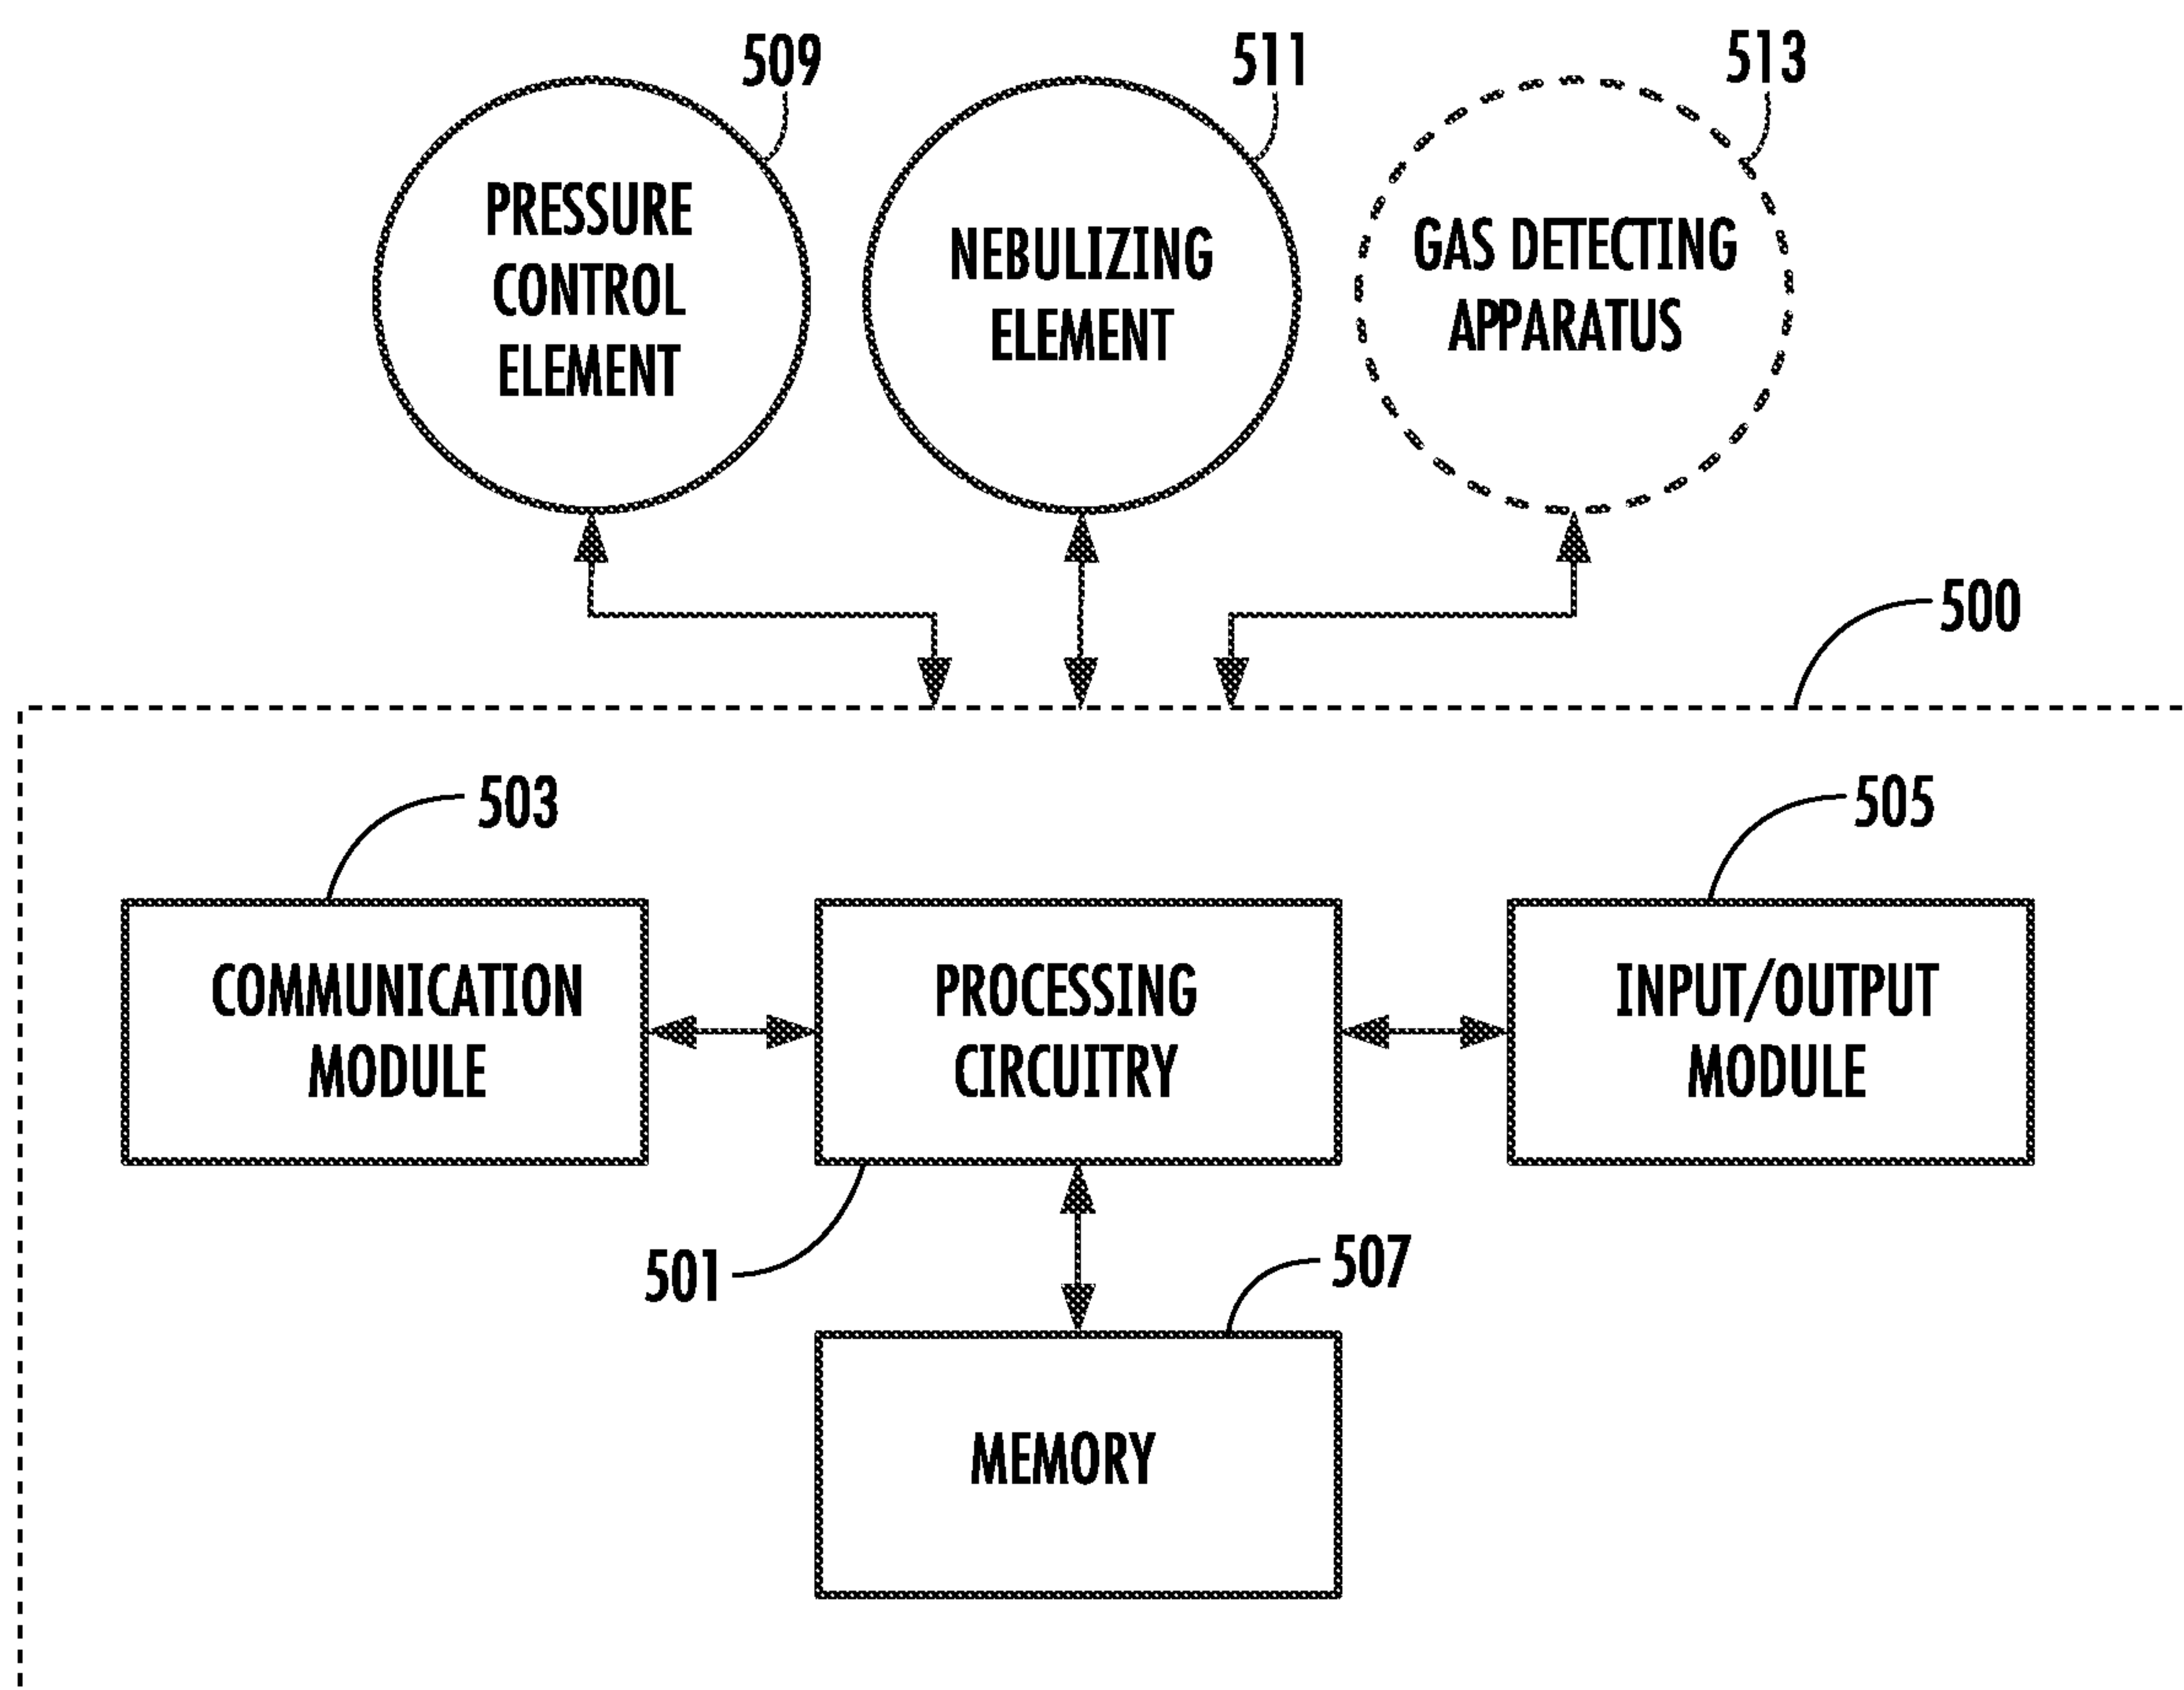 509
511
513
PRESSURE
CONTROL
ELEMENT
NEBULIZING
ELEMENT
GAS DETECTING
APPARATUS
500
503
505
COMMUNICATION
MODULE
PROCESSING
CIRCUITRY
INPUT/OUTPUT
MODULE
501
507
MEMORY